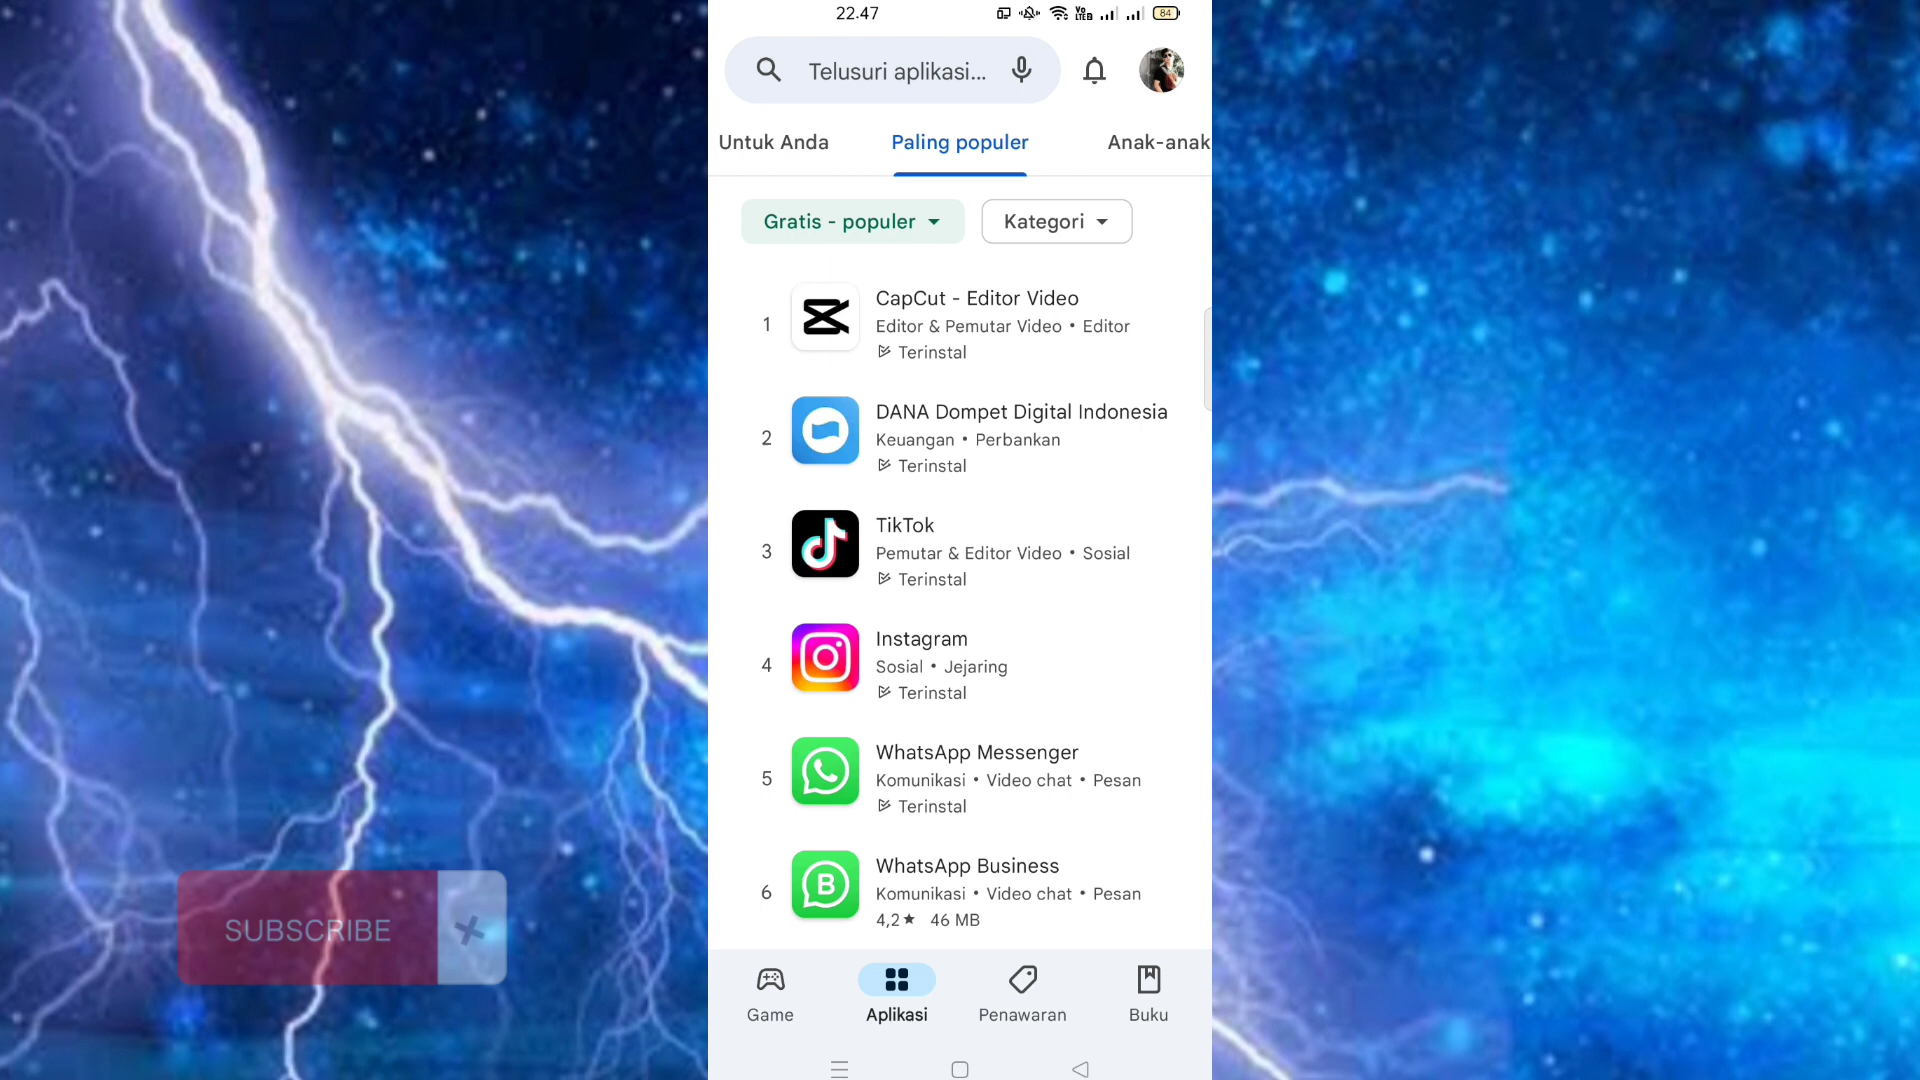 22.47
VO
LTE
84
Telusuri aplikasi...
Untuk Anda
Paling populer
Anak-anak
Gratis - populer
Kategori
1
CapCut - Editor Video
Editor & Pemutar Video • Editor
Terinstal
2
DANA Dompet Digital Indonesia
Keuangan • Perbankan
Terinstal
3
TikTok
Pemutar & Editor Video • Sosial
Terinstal
4
Instagram
Sosial • Jejaring
Terinstal
5
WhatsApp Messenger
Komunikasi • Video chat • Pesan
Terinstal
6
B
WhatsApp Business
Komunikasi • Video chat • Pesan
4,2★ 46 MB
SUBSCRIBE
Game
Aplikasi
Penawaran
Buku